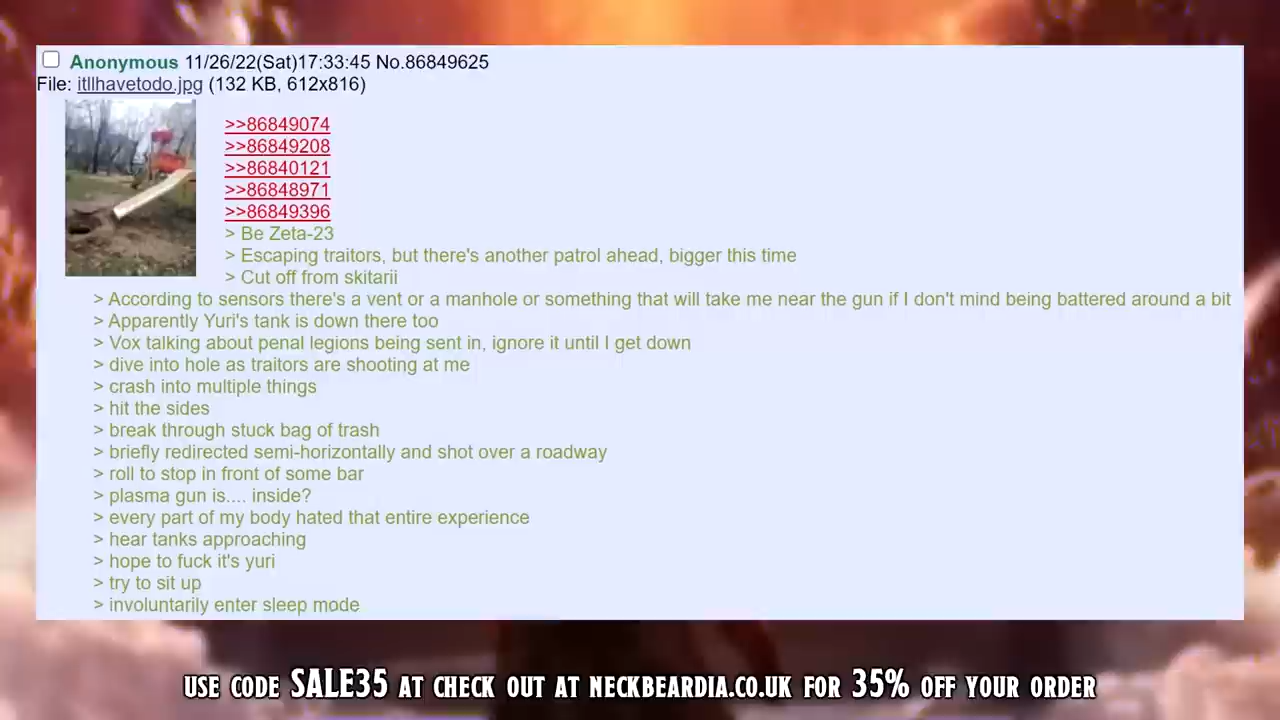 Anonymous 11/26/22(Sat)17:33:45 No.86849625
File: itllhavetodo.jpg (132 KB, 612x816)
>>86849074
>>86849208
>>86840121
>>86848971
>>86849396
> Be Zeta-23
> Escaping traitors, but there's another patrol ahead, bigger this time
> Cut off from skitarii
> According to sensors there's a vent or a manhole or something that will take me near the gun if I don't mind being battered around a bit
> Apparently Yuri's tank is down there too
> Vox talking about penal legions being sent in, ignore it until I get down
> dive into hole as traitors are shooting at me
> crash into multiple things
> hit the sides
> break through stuck bag of trash
> briefly redirected semi-horizontally and shot over a roadway
> roll to stop in front of some bar
> plasma gun is.... inside?
> every part of my body hated that entire experience
> hear tanks approaching
> hope to fuck it's yuri
> try to sit up
> involuntarily enter sleep mode
USE CODE SALE35 AT CHECK OUT AT NECKBEARDIA.CO.UK FOR 35% OFF YOUR ORDER